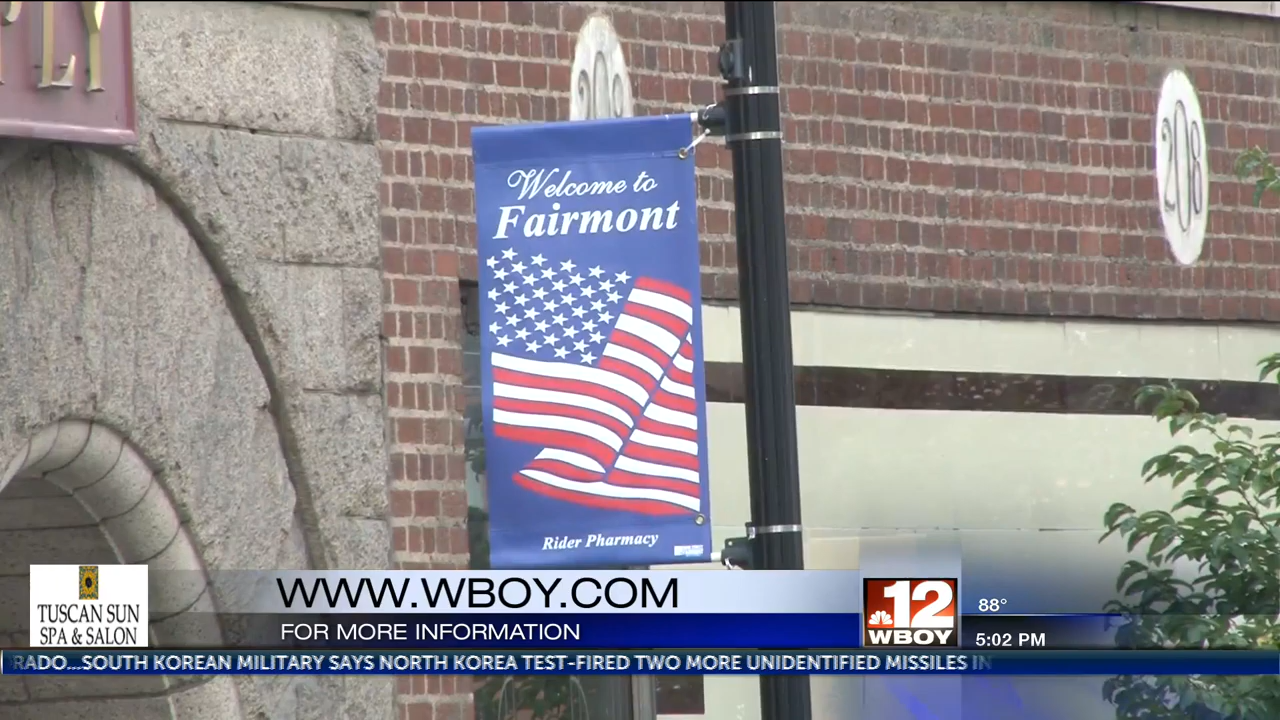 PLY
Welcome to
Fairmont
Rider Pharmacy
208
TUSCAN SUN
SPA & SALON
WWW.WBOY.COM
FOR MORE INFORMATION
12
WBOY
88°
5:02 PM
RADO...SOUTH KOREAN MILITARY SAYS NORTH KOREA TEST-FIRED TWO MORE UNIDENTIFIED MISSILES IN